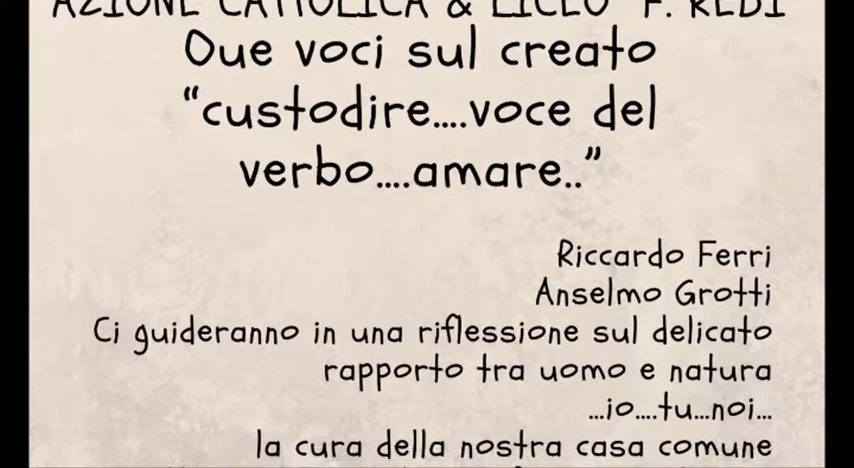 AZIONE CATTOLICA & LICEO F. REDI
Due voci sul creato
“custodire....voce del
verbo....amare..”
Riccardo Ferri
Anselmo Grotti
Ci guideranno in una riflessione sul delicato
rapporto tra uomo e natura
...io....tu...noi...
la cura della nostra casa comune